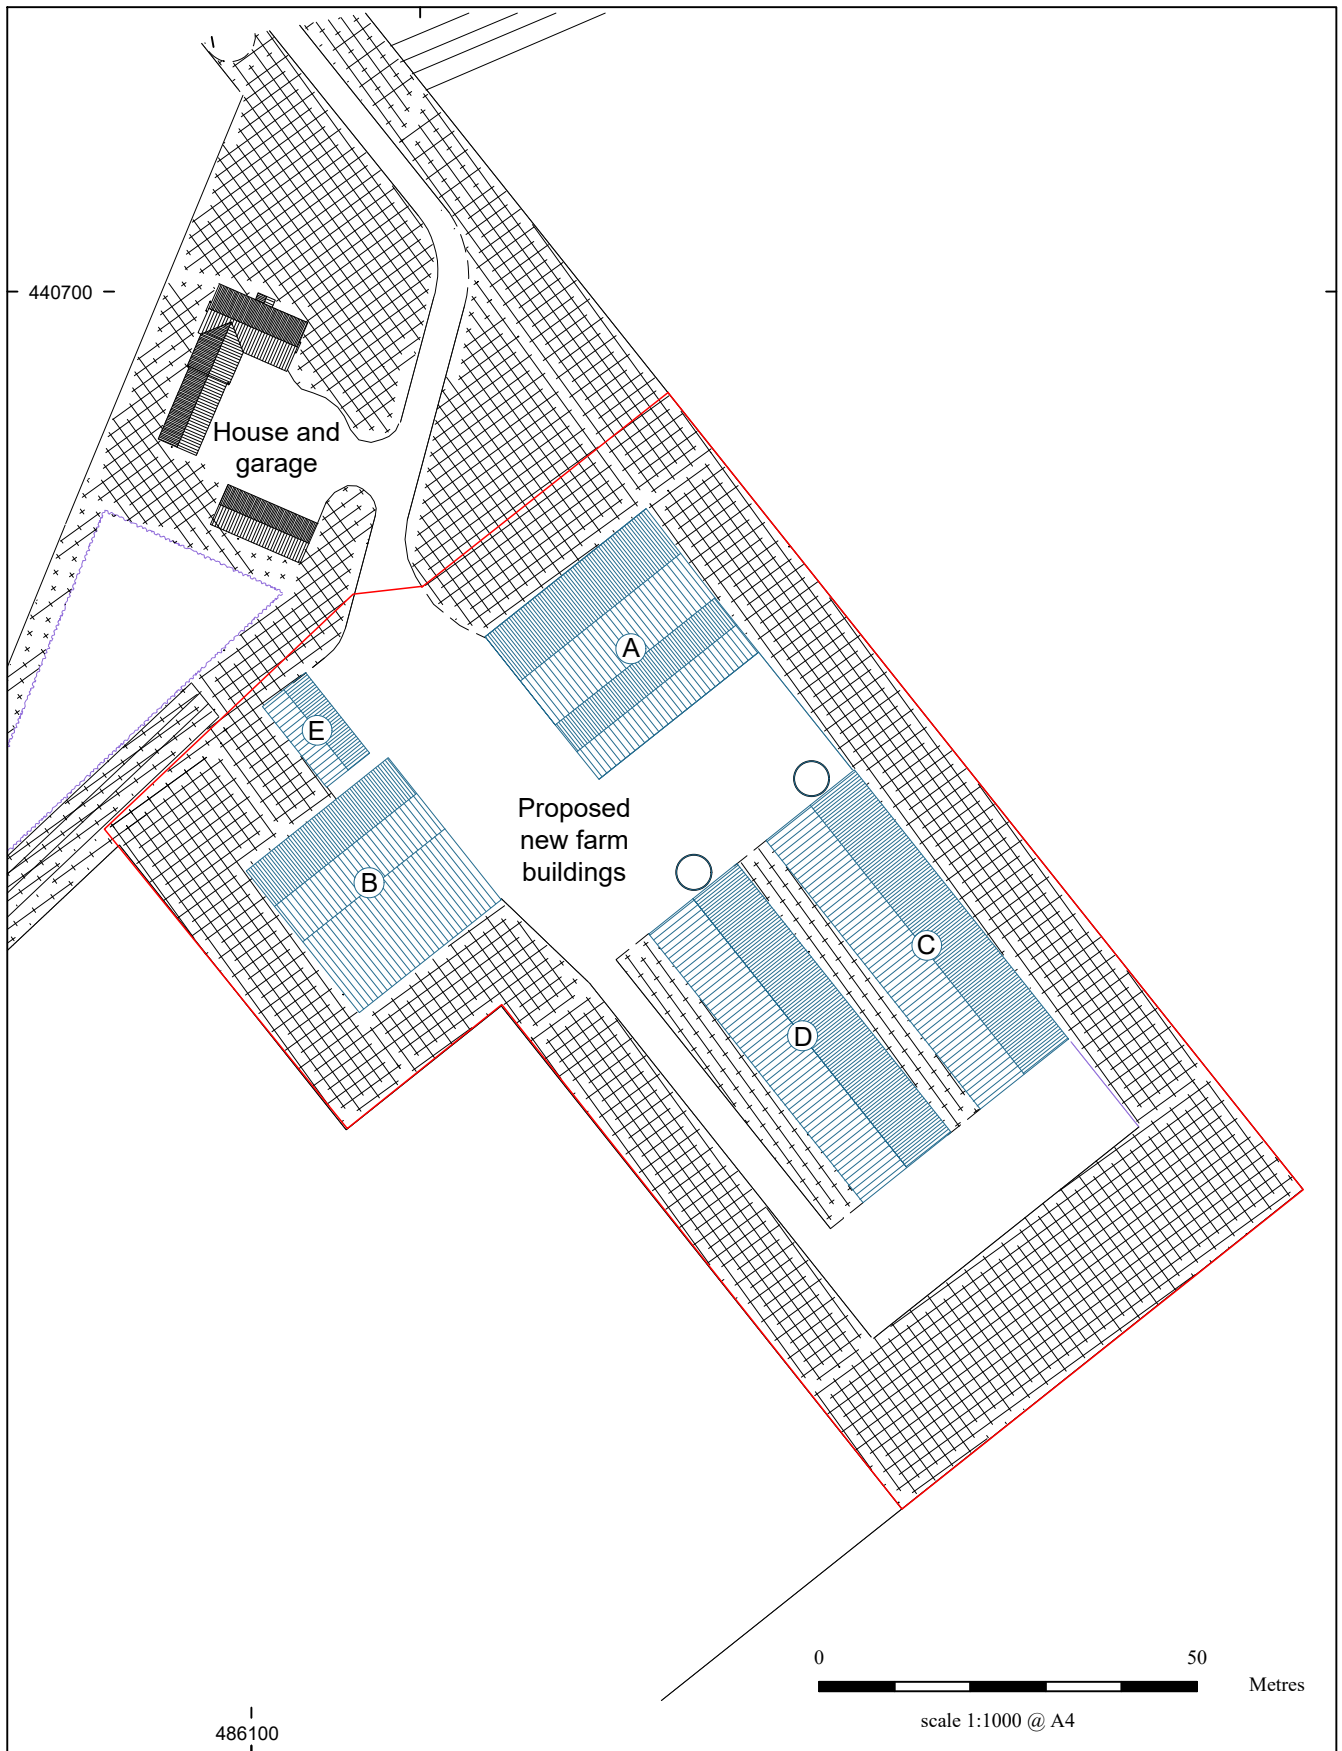 440700
House and
garage
A
E
Proposed
new farm
buildings
B
C
D
0 50
Metres
scale 1:1000 @ A4
486100